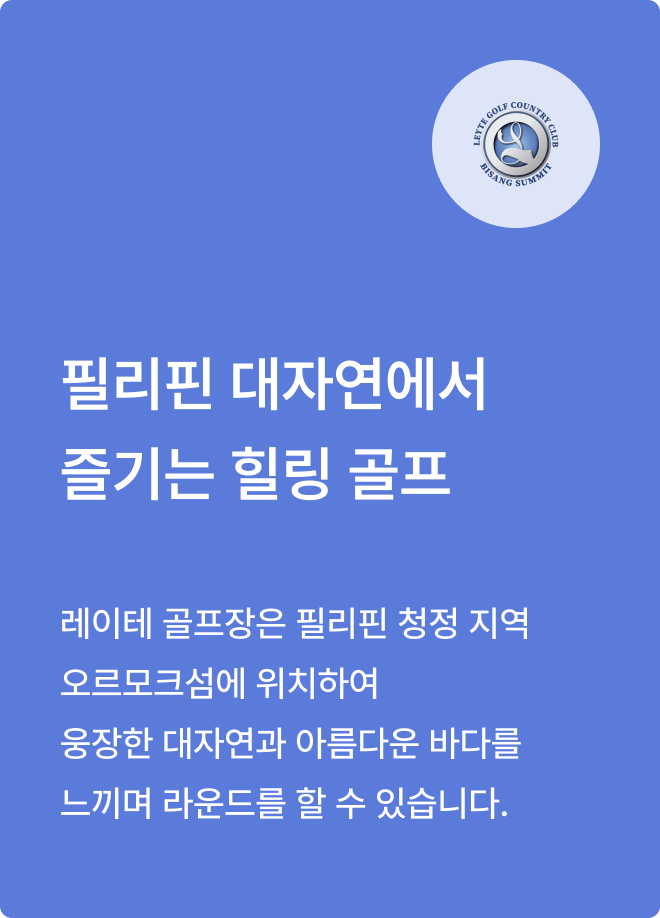 LEYTE GOLF COUNTRY CLUB
BISANG SUMMIT
필리핀 대자연에서
즐기는 힐링 골프
레이테 골프장은 필리핀 청정 지역
오르모크섬에 위치하여
웅장한 대자연과 아름다운 바다를
느끼며 라운드를 할 수 있습니다.